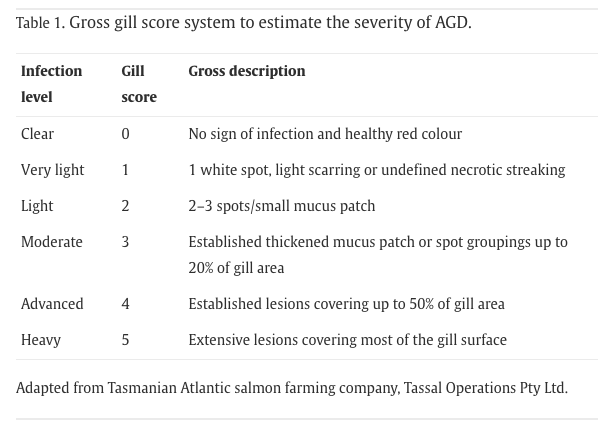 Table 1. Gross gill score system to estimate the severity of AGD.
Infection level Gill score Gross description
Clear 0 No sign of infection and healthy red colour
Very light 1 1 white spot, light scarring or undefined necrotic streaking
Light 2 2–3 spots/small mucus patch
Moderate 3 Established thickened mucus patch or spot groupings up to
20% of gill area
Advanced 4 Established lesions covering up to 50% of gill area
Heavy 5 Extensive lesions covering most of the gill surface
Adapted from Tasmanian Atlantic salmon farming company, Tassal Operations Pty Ltd.